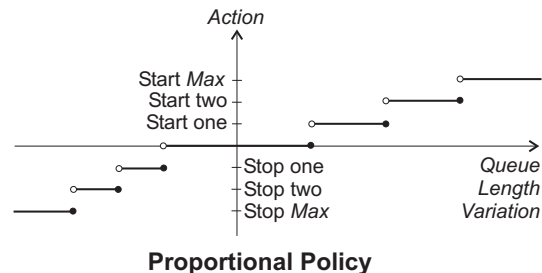 Action
Start Max
Start two
Start one
Stop one
Stop two
Stop Max
Queue
Length
Variation
Proportional Policy